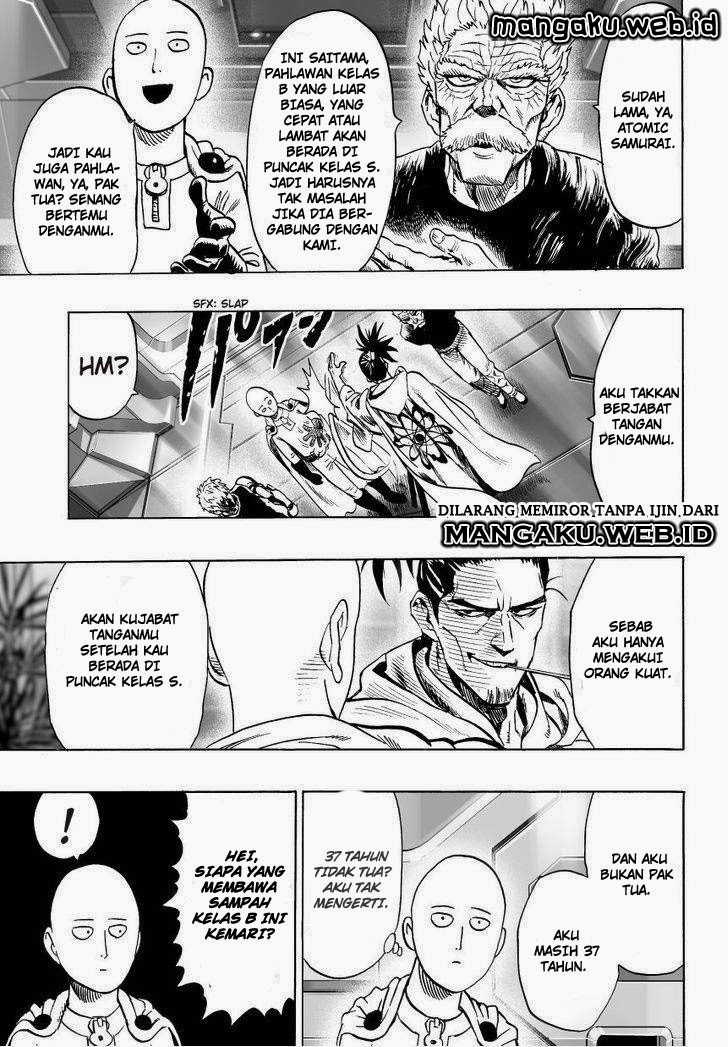 mangaku.web.id
SUDAH
LAMA, YA,
ATOMIC
SAMURAI.
INI SAITAMA,
PAHLAWAN KELAS
B YANG LUAR
BIASA, YANG
CEPAT ATAU
LAMBAT AKAN
BERADA DI
PUNCAK KELAS S.
JADI HARUSNYA
TAK MASALAH
JIKA DIA BER-
GABUNG DENGAN
KAMI.
JADI KAU
JUGA PAHLA-
WAN, YA, PAK
TUA? SENANG
BERTEMU
DENGANMU.
SFX: SLAP
AKU TAKKAN
BERJABAT
TANGAN
DENGANMU.
HM?
DILARANG MEMIROR TANPA IJIN DARI
MANGAKU.WEB.ID
SEBAB
AKU HANYA
MENGAKUI
ORANG KUAT.
AKAN KUJABAT
TANGANMU
SETELAH KAU
BERADA DI
PUNCAK KELAS S.
DAN AKU
BUKAN PAK
TUA.
AKU
MASIH 37
TAHUN.
37 TAHUN
TIDAK TUA?
AKU TAK
MENGERTI.
HEI,
SIAPA YANG
MEMBAWA
SAMPAH
KELAS B INI
KEMARI?
!